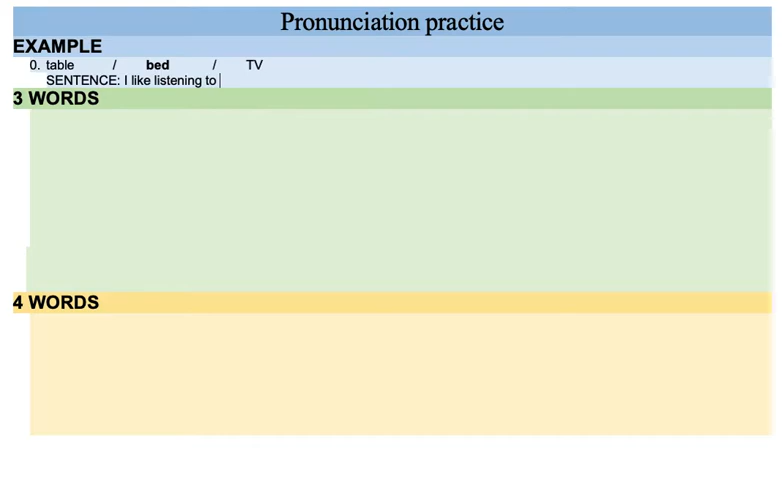 Pronunciation practice
EXAMPLE
0. table / bed / TV
SENTENCE: I like listening to
3 WORDS
4 WORDS